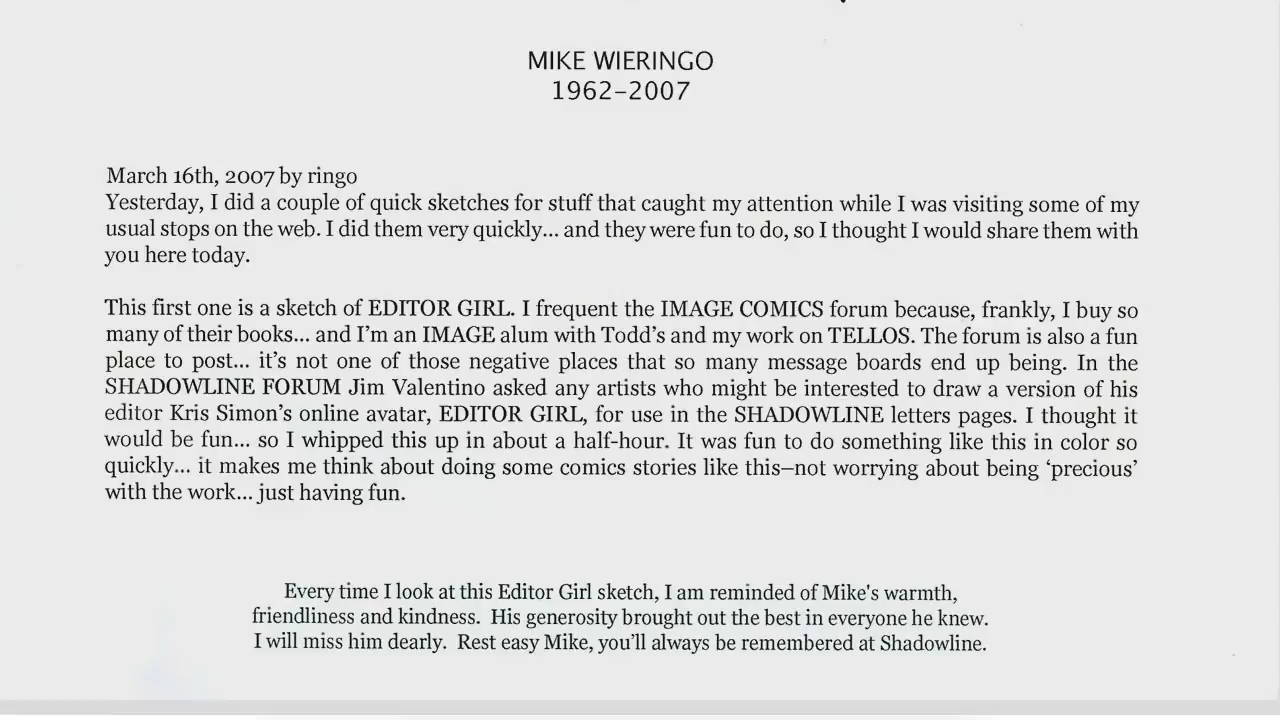 MIKE WIERINGO
1962–2007
March 16th, 2007 by ringo
Yesterday, I did a couple of quick sketches for stuff that caught my attention while I was visiting some of my
usual stops on the web. I did them very quickly... and they were fun to do, so I thought I would share them with
you here today.
This first one is a sketch of EDITOR GIRL. I frequent the IMAGE COMICS forum because, frankly, I buy so
many of their books... and I'm an IMAGE alum with Todd's and my work on TELLOS. The forum is also a fun
place to post... it's not one of those negative places that so many message boards end up being. In the
SHADOWLINE FORUM Jim Valentino asked any artists who might be interested to draw a version of his
editor Kris Simon's online avatar, EDITOR GIRL, for use in the SHADOWLINE letters pages. I thought it
would be fun... so I whipped this up in about a half-hour. It was fun to do something like this in color so
quickly... it makes me think about doing some comics stories like this—not worrying about being 'precious'
with the work... just having fun.
Every time I look at this Editor Girl sketch, I am reminded of Mike's warmth,
friendliness and kindness.  His generosity brought out the best in everyone he knew.
I will miss him dearly.  Rest easy Mike, you'll always be remembered at Shadowline.